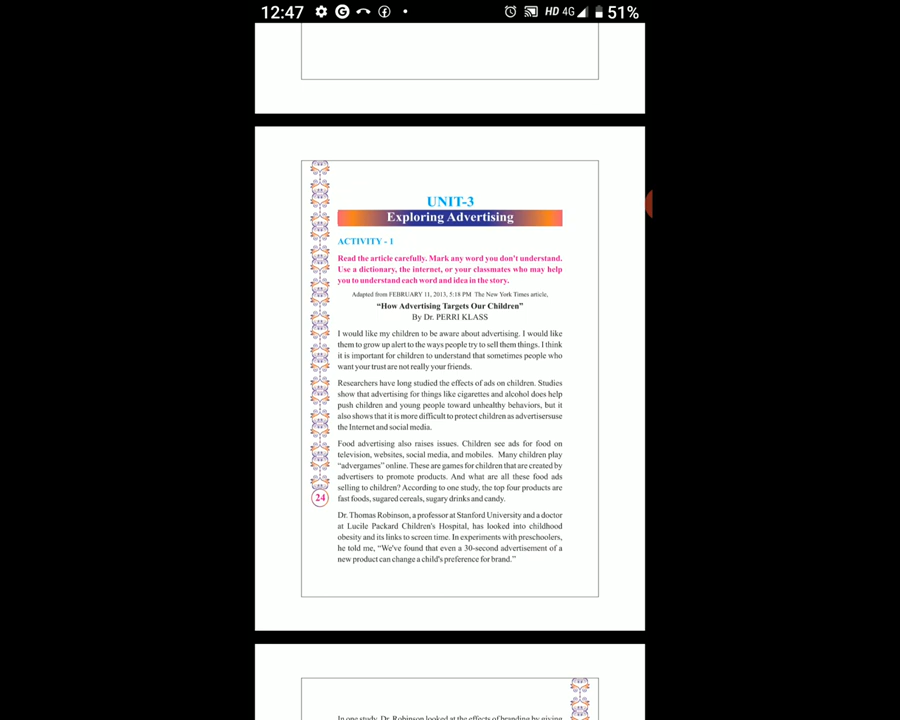 12:47
HD 4G 51%
UNIT-3
Exploring Advertising
ACTIVITY - 1
Read the article carefully. Mark any word you don't understand.
Use a dictionary, the internet, or your classmates who may help
you to understand each word and idea in the story.
Adapted from FEBRUARY 11, 2013, 5:18 PM The New York Times article,
“How Advertising Targets Our Children”
By Dr. PERRI KLASS
I would like my children to be aware about advertising. I would like
them to grow up alert to the ways people try to sell them things. I think
it is important for children to understand that sometimes people who
want your trust are not really your friends.
Researchers have long studied the effects of ads on children. Studies
show that advertising for things like cigarettes and alcohol does help
push children and young people toward unhealthy behaviors, but it
also shows that it is more difficult to protect children as advertisersuse
the Internet and social media.
Food advertising also raises issues. Children see ads for food on
television, websites, social media, and mobiles. Many children play
“advergames” online. These are games for children that are created by
advertisers to promote products. And what are all these food ads
selling to children? According to one study, the top four products are
fast foods, sugared cereals, sugary drinks and candy.
24
Dr. Thomas Robinson, a professor at Stanford University and a doctor
at Lucile Packard Children's Hospital, has looked into childhood
obesity and its links to screen time. In experiments with preschoolers,
he told me, “We've found that even a 30-second advertisement of a
new product can change a child's preference for brand.”
In one study, Dr. Robinson looked at the effects of branding by giving